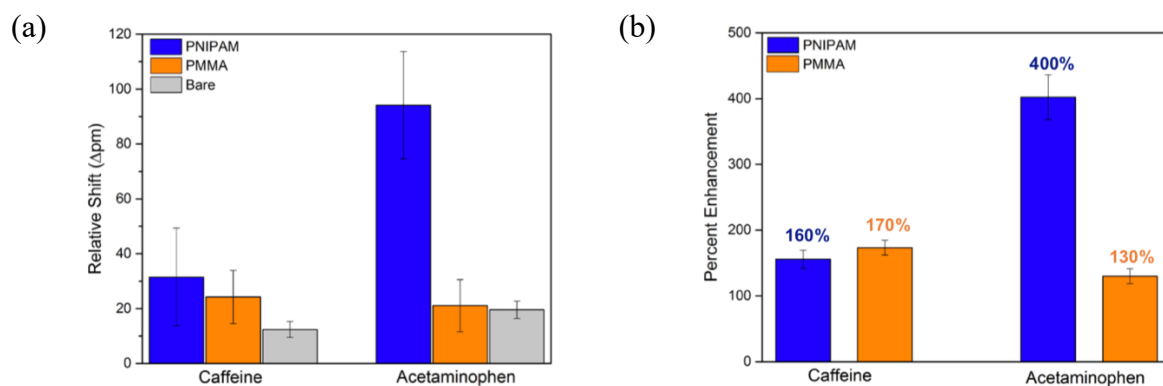 (a)
120
100
80
60
40
20
0
Relative Shift (Δpm)
PNIPAM
PMMA
Bare
Caffeine
Acetaminophen
(b)
500
400
300
200
100
0
Percent Enhancement
PNIPAM
PMMA
160%
170%
400%
130%
Caffeine
Acetaminophen